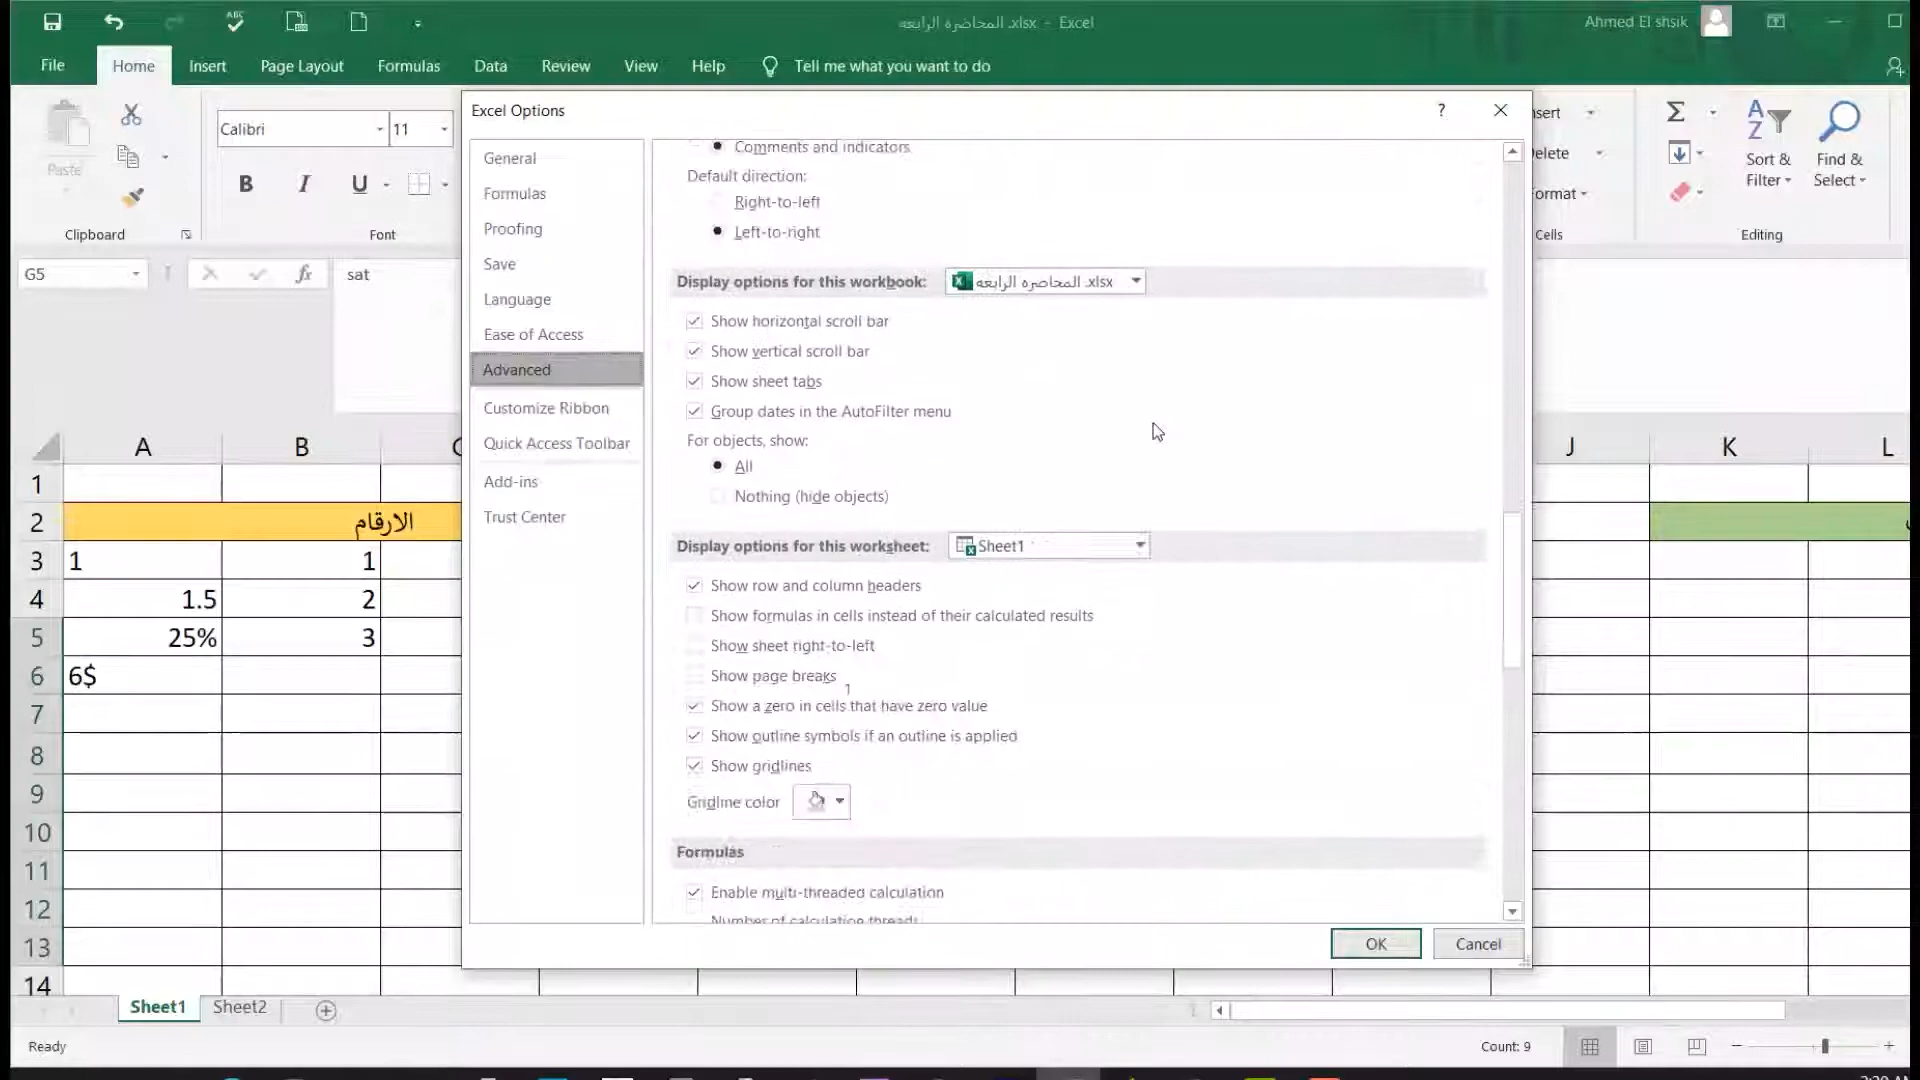 ABC
المحاضره الرابعه.xlsx - Excel
Ahmed El shsik
File
Home
Insert
Page Layout
Formulas
Data
Review
View
Help
Tell me what you want to do
Paste
Calibri
11
B
I
U
Clipboard
Font
Σ
Sort & Filter
Find & Select
Cells
Editing
G5
fx
sat
Excel Options
?
General
Formulas
Proofing
Save
Language
Ease of Access
Advanced
Customize Ribbon
Quick Access Toolbar
Add-ins
Trust Center
Comments and indicators
Default direction:
Right-to-left
Left-to-right
Display options for this workbook:
المحاضره الرابعه.xlsx
Show horizontal scroll bar
Show vertical scroll bar
Show sheet tabs
Group dates in the AutoFilter menu
For objects, show:
All
Nothing (hide objects)
Display options for this worksheet:
Sheet1
Show row and column headers
Show formulas in cells instead of their calculated results
Show sheet right-to-left
Show page breaks
Show a zero in cells that have zero value
Show outline symbols if an outline is applied
Show gridlines
Gridline color
Formulas
Enable multi-threaded calculation
Number of calculation threads
OK
Cancel
A B J K L
1
2 الارقام
3 1 1
4 1.5 2
5 25% 3
6 6$
7
8
9
10
11
12
13
14
Sheet1
Sheet2
Ready
Count: 9